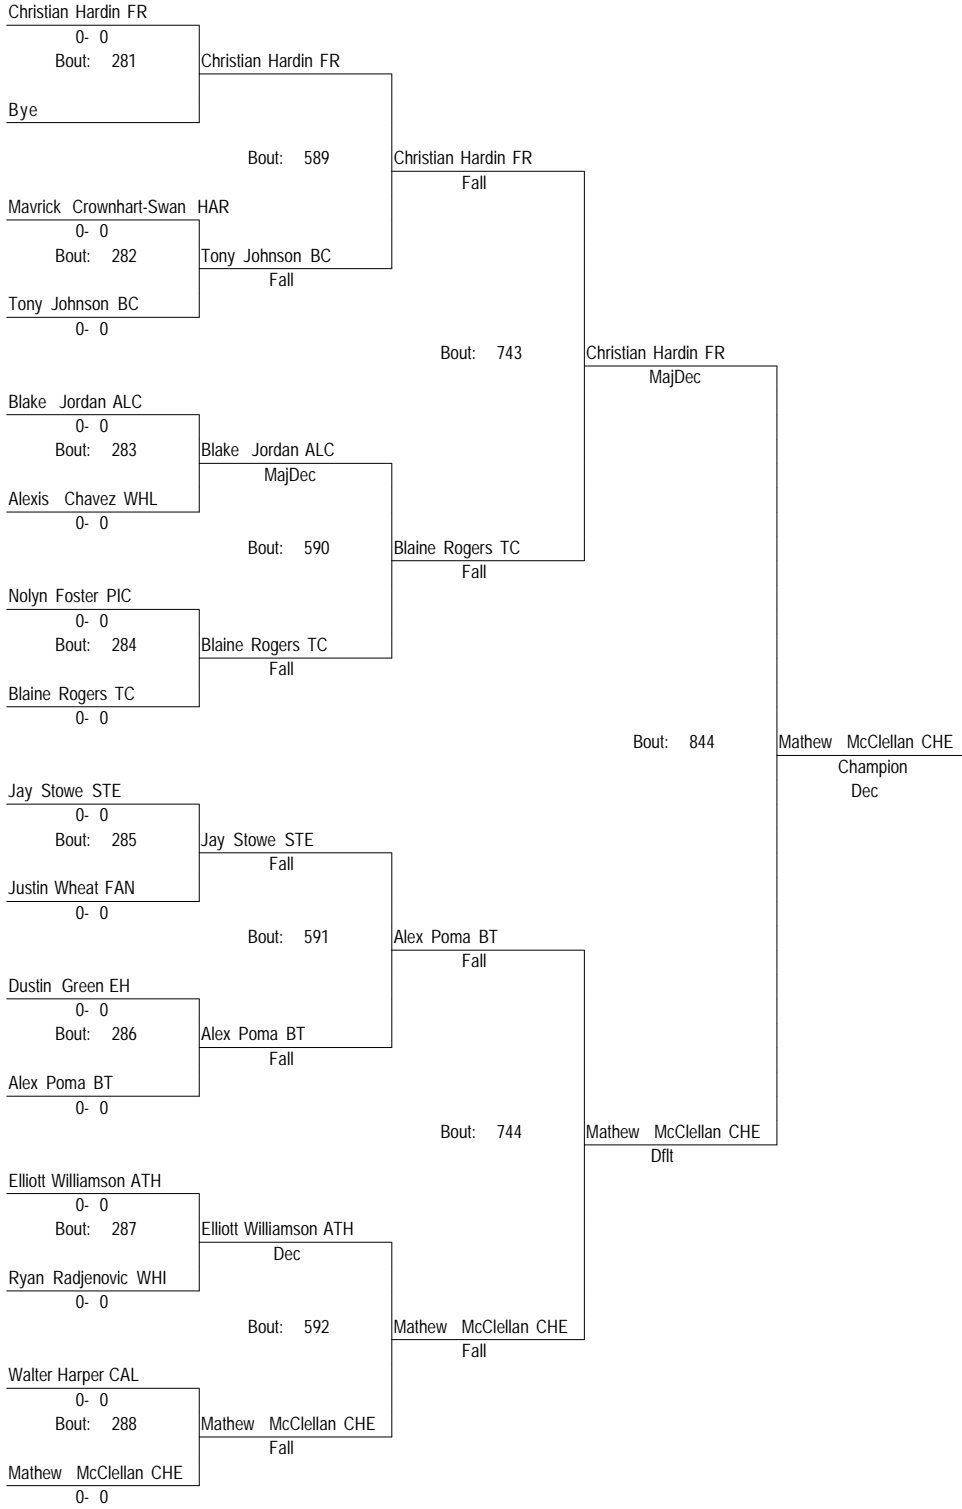 Christian Hardin FR
0- 0
Bout: 281
Christian Hardin FR
Bye
Bout: 589
Christian Hardin FR
Fall
Mavrick Crownhart-Swan HAR
0- 0
Bout: 282
Tony Johnson BC
Fall
Tony Johnson BC
0- 0
Bout: 743
Christian Hardin FR
MajDec
Blake Jordan ALC
0- 0
Bout: 283
Blake Jordan ALC
MajDec
Alexis Chavez WHL
0- 0
Bout: 590
Blaine Rogers TC
Fall
Nolyn Foster PIC
0- 0
Bout: 284
Blaine Rogers TC
Fall
Blaine Rogers TC
0- 0
Bout: 844
Mathew McClellan CHE
Champion
Dec
Jay Stowe STE
0- 0
Bout: 285
Jay Stowe STE
Fall
Justin Wheat FAN
0- 0
Bout: 591
Alex Poma BT
Fall
Dustin Green EH
0- 0
Bout: 286
Alex Poma BT
Fall
Alex Poma BT
0- 0
Bout: 744
Mathew McClellan CHE
Dflt
Elliott Williamson ATH
0- 0
Bout: 287
Elliott Williamson ATH
Dec
Ryan Radjenovic WHI
0- 0
Bout: 592
Mathew McClellan CHE
Fall
Walter Harper CAL
0- 0
Bout: 288
Mathew McClellan CHE
Fall
Mathew McClellan CHE
0- 0